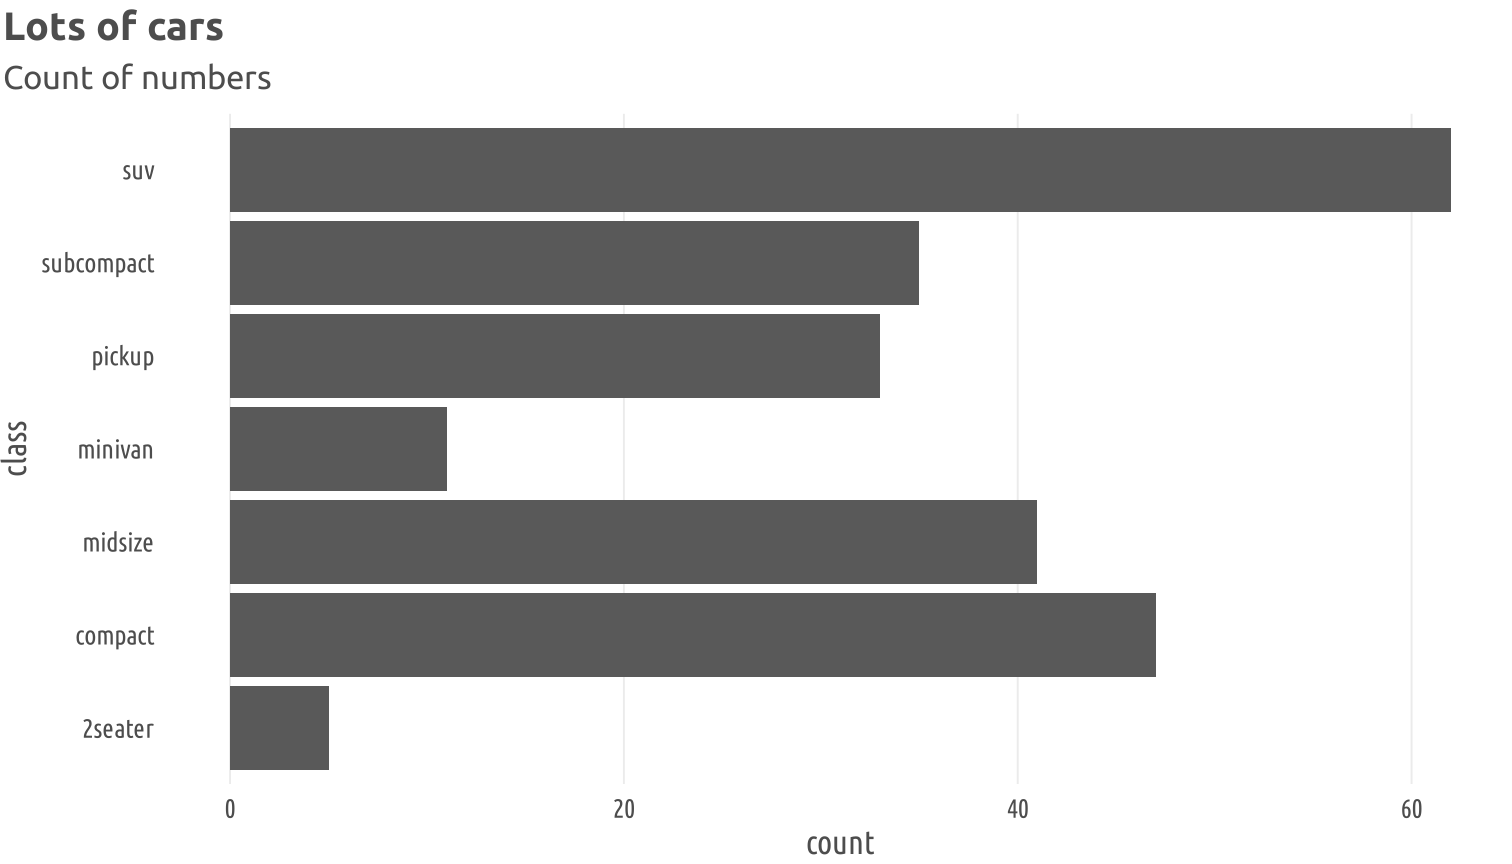 Lots of cars
Count of numbers
suv
subcompact
pickup
minivan
midsize
compact
2seater
class
0 20 40 60
count